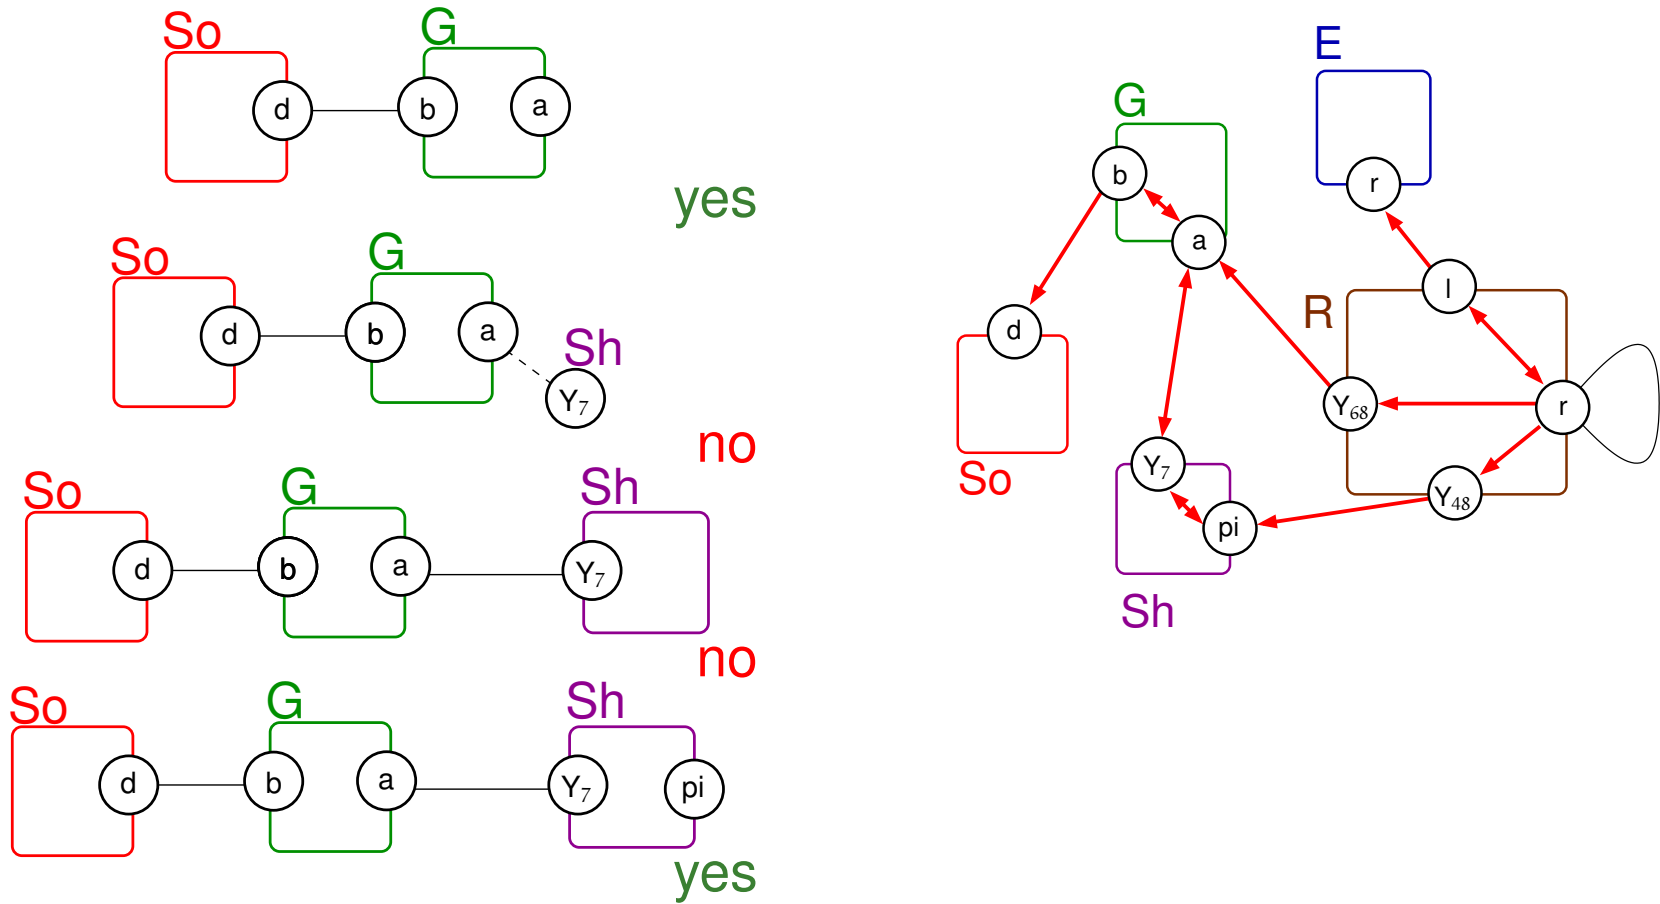 So G
d b a
yes
So G
d b a Sh
Y₇
no
So G Sh
d b a Y₇
no
So G Sh
d b a Y₇ pi
yes
E
G
b r
a
l
R
d
Y₆₈ r
So Y₇ Y₄₈
pi
Sh